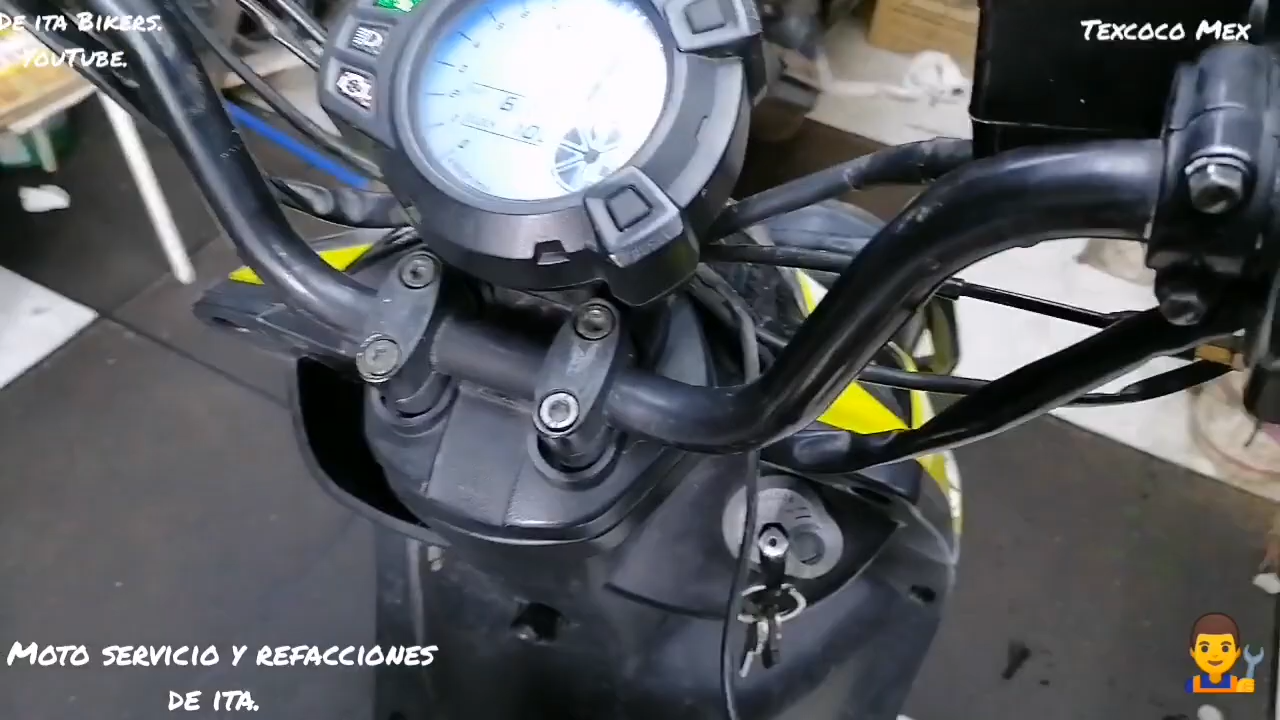 De ita Bikers.
YouTube.
Texcoco Mex
Moto servicio y refacciones
de ita.